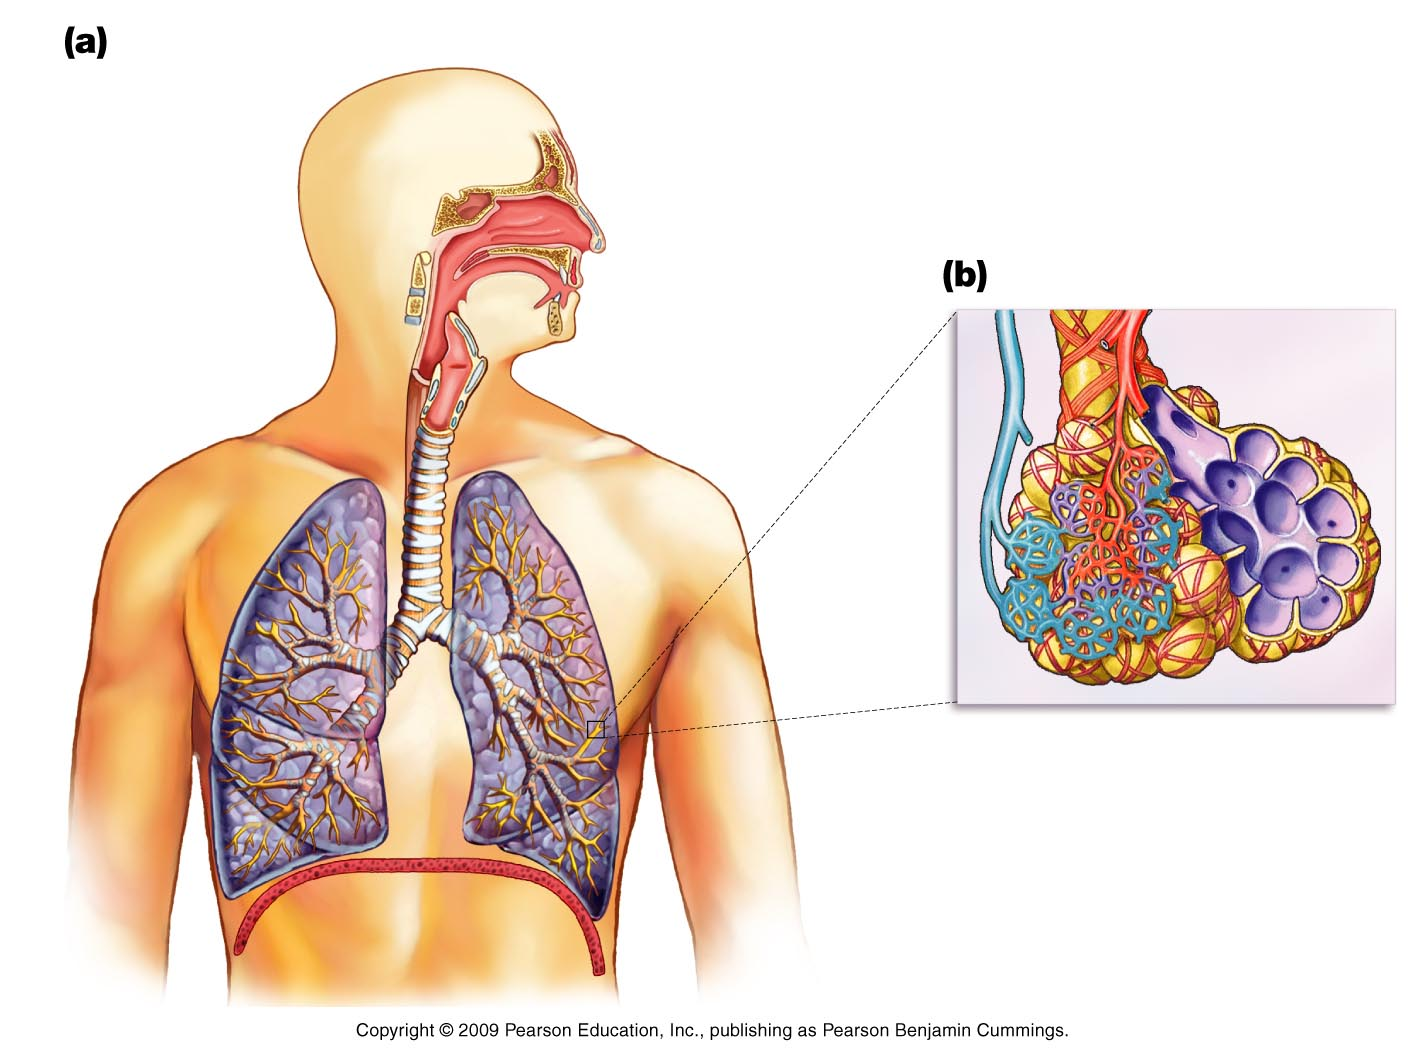 (a)
(b)
Copyright © 2009 Pearson Education, Inc., publishing as Pearson Benjamin Cummings.